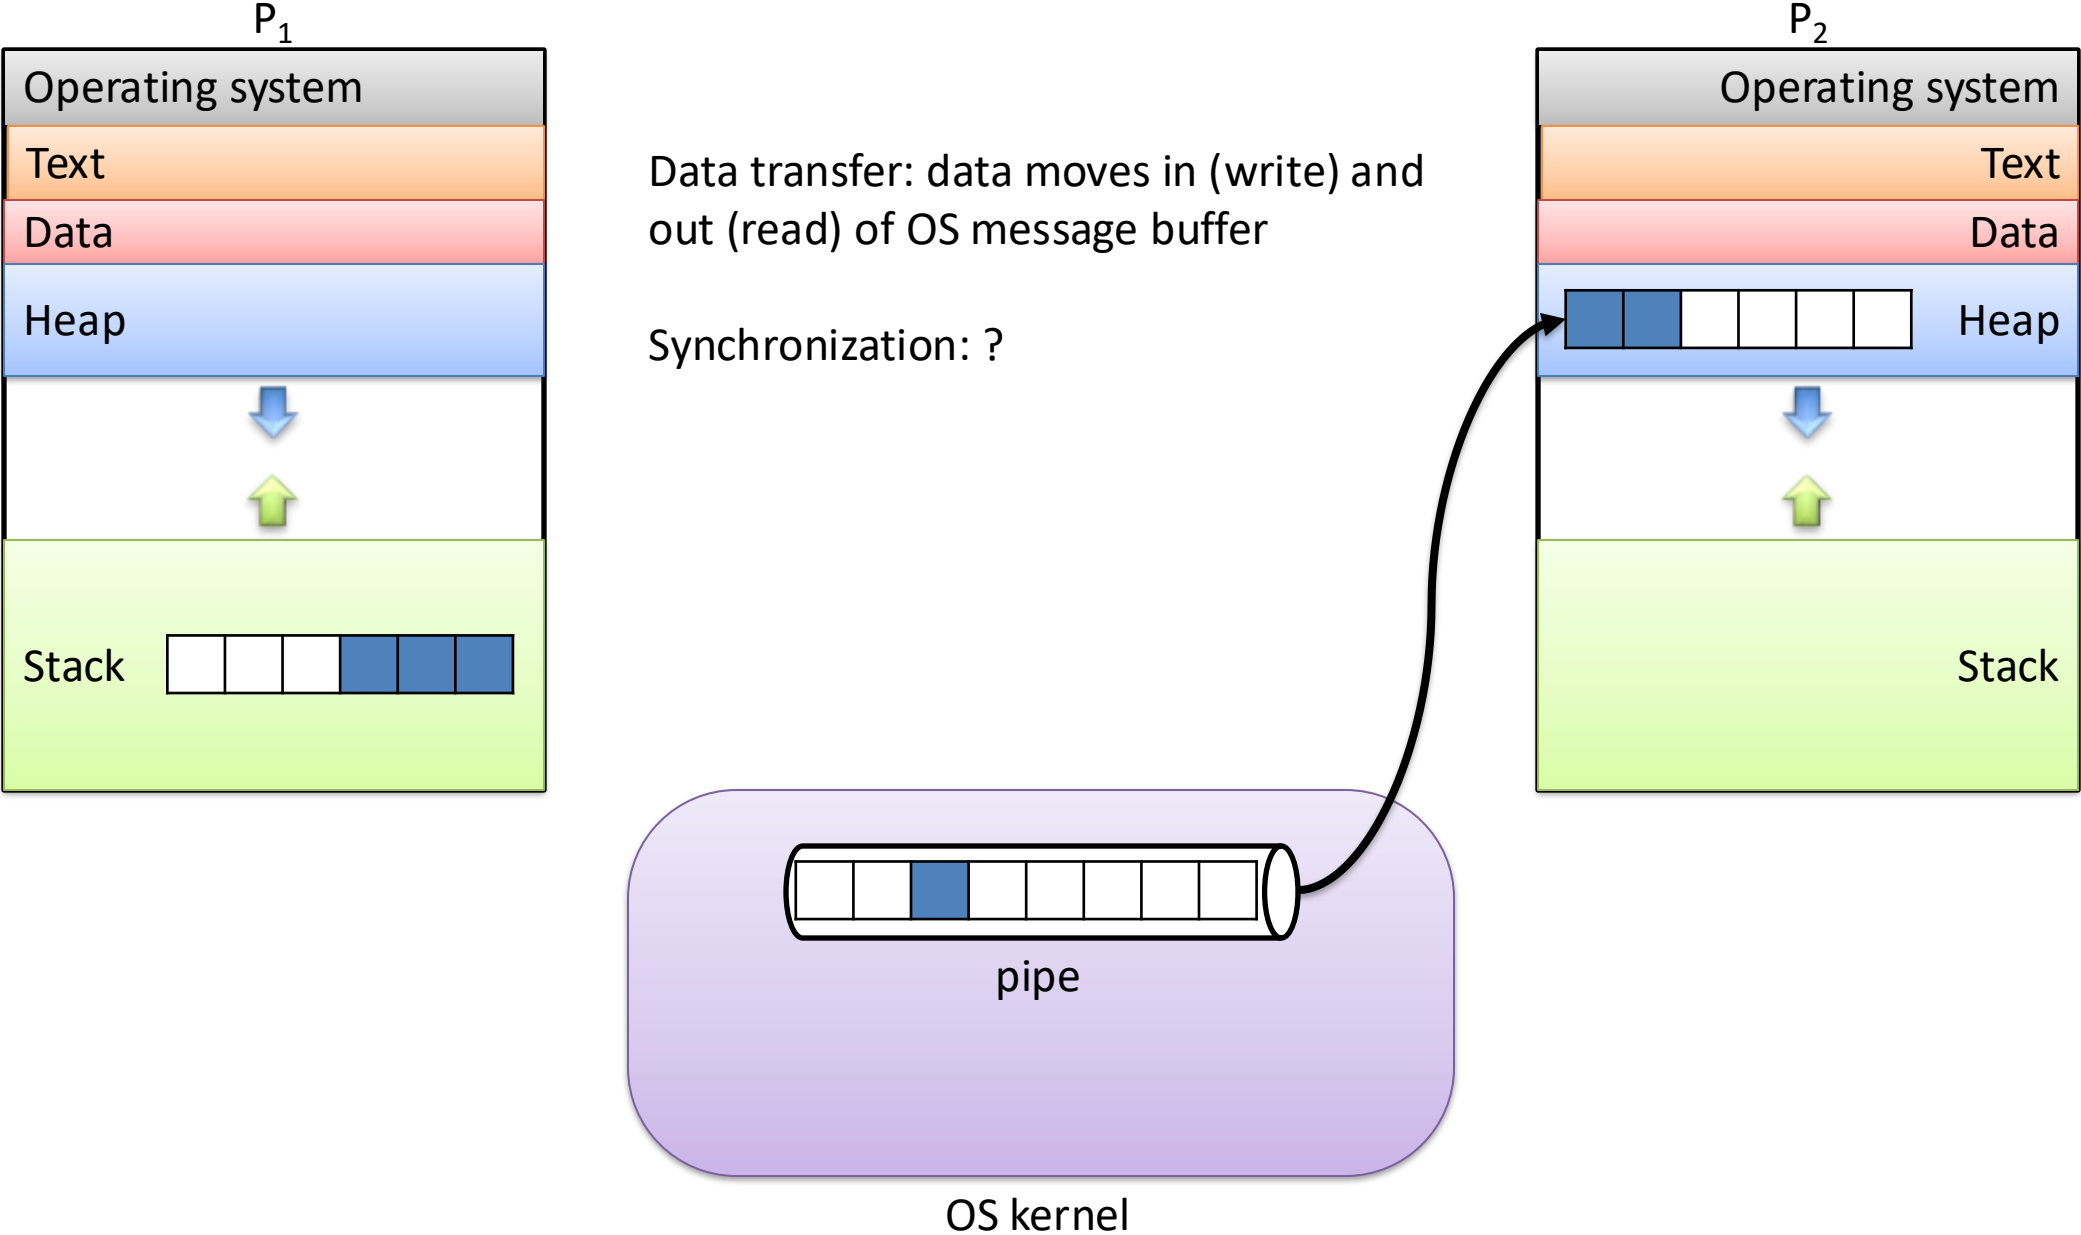 P₁
Operating system
Text
Data
Heap
Stack
Data transfer: data moves in (write) and
out (read) of OS message buffer
Synchronization: ?
P₂
Operating system
Text
Data
Heap
Stack
pipe
OS kernel